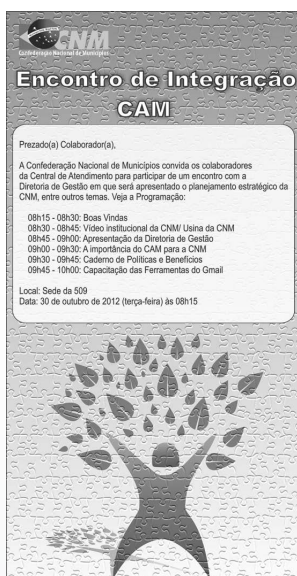 CNM
Confederação Nacional de Municípios
Encontro de Integração
CAM
Prezado(a) Colaborador(a),
A Confederação Nacional de Municípios convida os colaboradores
da Central de Atendimento para participar de um encontro com a
Diretoria de Gestão em que será apresentado o planejamento estratégico da
CNM, entre outros temas. Veja a Programação:
08h15 - 08h30: Boas Vindas
08h30 - 08h45: Vídeo institucional da CNM/ Usina da CNM
08h45 - 09h00: Apresentação da Diretoria de Gestão
09h00 - 09h30: A importância do CAM para a CNM
09h30 - 09h45: Caderno de Políticas e Benefícios
09h45 - 10h00: Capacitação das Ferramentas do Gmail
Local: Sede da 509
Data: 30 de outubro de 2012 (terça-feira) às 08h15